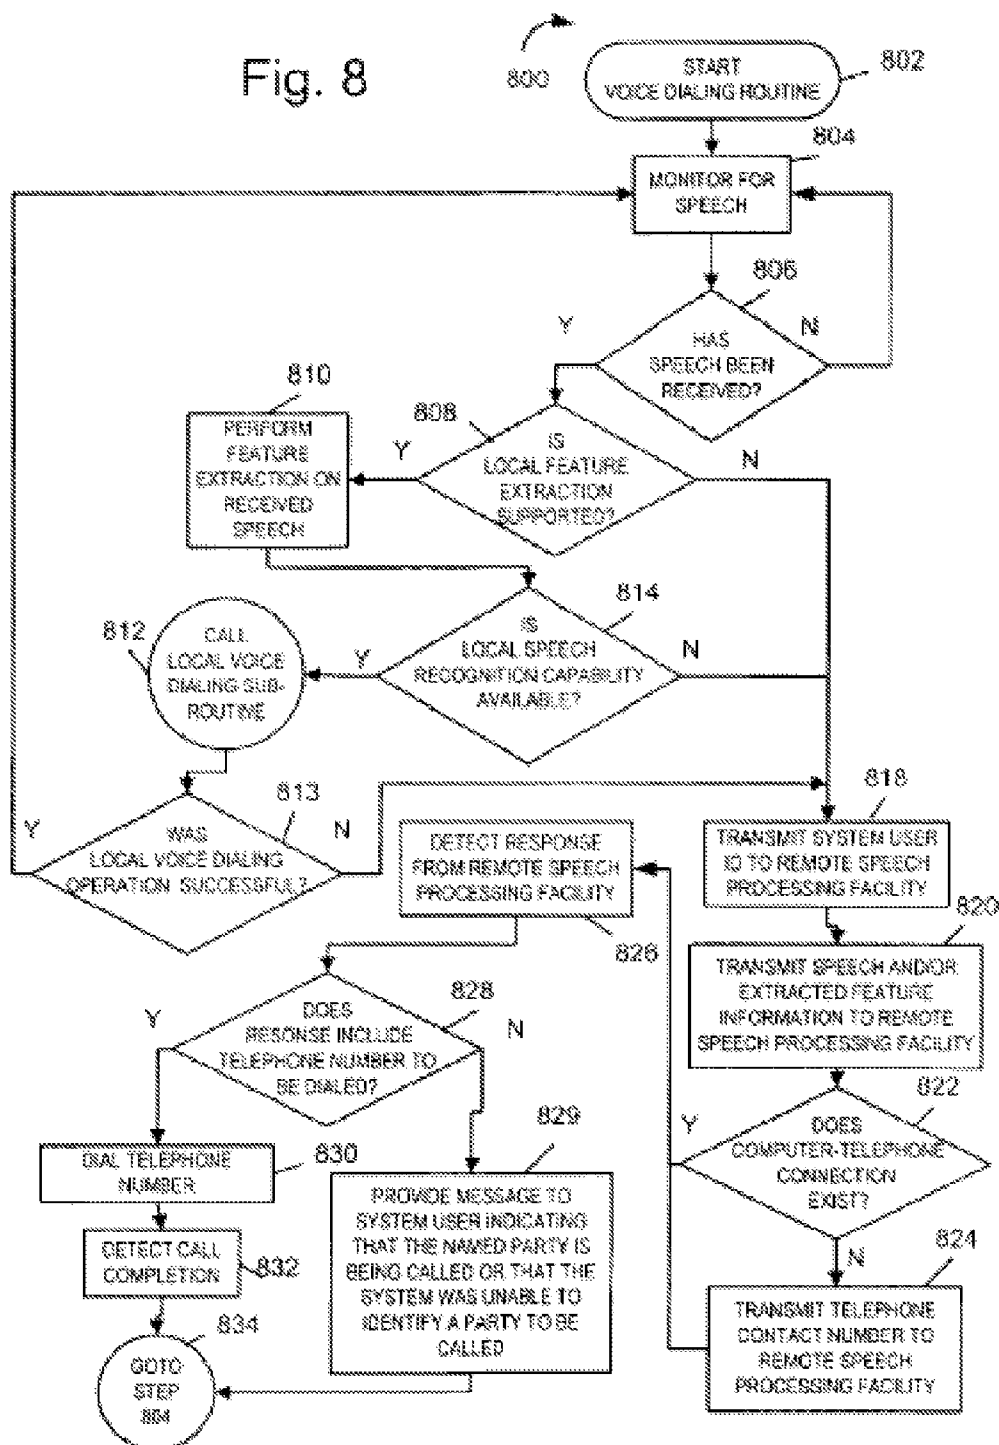 Fig. 8
800
START
VOICE DIALING ROUTINE
802
804
MONITOR FOR
SPEECH
806
Y
N
HAS
SPEECH BEEN
RECEIVED?
810
808
PERFORM
FEATURE
EXTRACTION ON
RECEIVED
SPEECH
Y
IS
LOCAL FEATURE
EXTRACTION
SUPPORTED?
N
814
812
CALL
LOCAL VOICE
DIALING SUB-
ROUTINE
Y
IS
LOCAL SPEECH
RECOGNITION CAPABILITY
AVAILABLE?
N
813
Y
WAS
LOCAL VOICE DIALING
OPERATION SUCCESSFUL?
N
818
DETECT RESPONSE
FROM REMOTE SPEECH
PROCESSING FACILITY
TRANSMIT SYSTEM USER
ID TO REMOTE SPEECH
PROCESSING FACILITY
826
820
TRANSMIT SPEECH AND/OR
EXTRACTED FEATURE
INFORMATION TO REMOTE
SPEECH PROCESSING FACILITY
828
Y
DOES
RESONSE INCLUDE
TELEPHONE NUMBER TO
BE DIALED?
N
822
Y
DOES
COMPUTER-TELEPHONE
CONNECTION
EXIST?
N
829
830
DIAL TELEPHONE
NUMBER
PROVIDE MESSAGE TO
SYSTEM USER INDICATING
THAT THE NAMED PARTY IS
BEING CALLED OR THAT THE
SYSTEM WAS UNABLE TO
IDENTIFY A PARTY TO BE
CALLED
DETECT CALL
COMPLETION
832
824
TRANSMIT TELEPHONE
CONTACT NUMBER TO
REMOTE SPEECH
PROCESSING FACILITY
834
GOTO
STEP
804